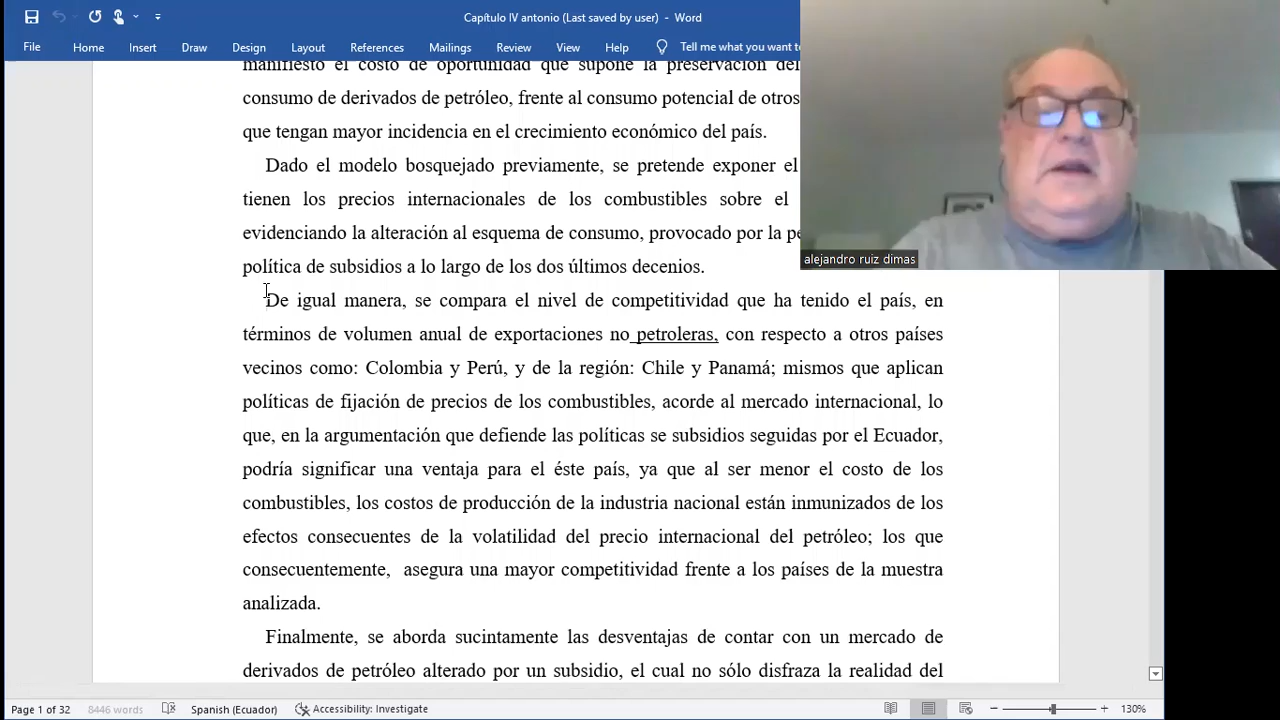 Capítulo IV antonio (Last saved by user) - Word
File Home Insert Draw Design Layout References Mailings Review View Help Tell me what you want to
manifiesto el costo de oportunidad que supone la preservación del
consumo de derivados de petróleo, frente al consumo potencial de otros
que tengan mayor incidencia en el crecimiento económico del país.
Dado el modelo bosquejado previamente, se pretende exponer el
tienen los precios internacionales de los combustibles sobre el
evidenciando la alteración al esquema de consumo, provocado por la
política de subsidios a lo largo de los dos últimos decenios.
alejandro ruiz dimas
De igual manera, se compara el nivel de competitividad que ha tenido el país, en
términos de volumen anual de exportaciones no petroleras, con respecto a otros países
vecinos como: Colombia y Perú, y de la región: Chile y Panamá; mismos que aplican
políticas de fijación de precios de los combustibles, acorde al mercado internacional, lo
que, en la argumentación que defiende las políticas se subsidios seguidas por el Ecuador,
podría significar una ventaja para el éste país, ya que al ser menor el costo de los
combustibles, los costos de producción de la industria nacional están inmunizados de los
efectos consecuentes de la volatilidad del precio internacional del petróleo; los que
consecuentemente, asegura una mayor competitividad frente a los países de la muestra
analizada.
Finalmente, se aborda sucintamente las desventajas de contar con un mercado de
derivados de petróleo alterado por un subsidio, el cual no sólo disfraza la realidad del
Page 1 of 32 8446 words Spanish (Ecuador) Accessibility: Investigate 130%